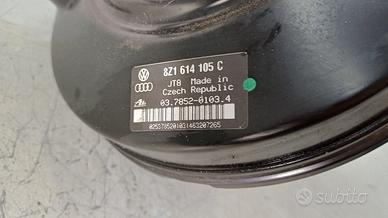 8Z1 614 105 C
JT8 Made in
Czech Republic
03.7852-0103.4
subito